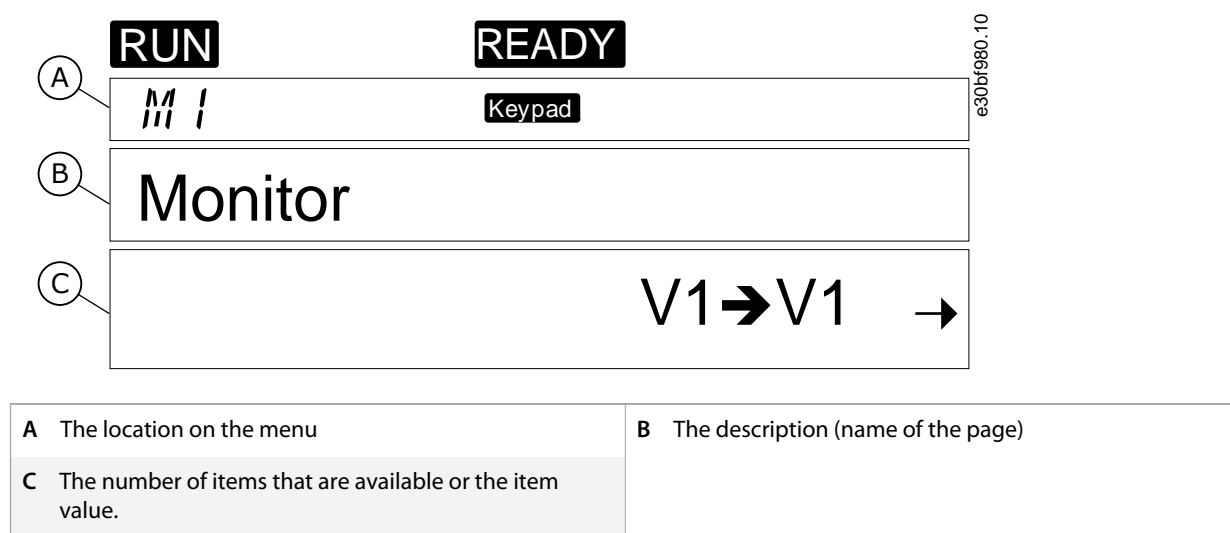 RUN READY
A M1 Keypad
B Monitor
C V1➔V1 →
e30bf980.10
A The location on the menu B The description (name of the page)
C The number of items that are available or the item
value.